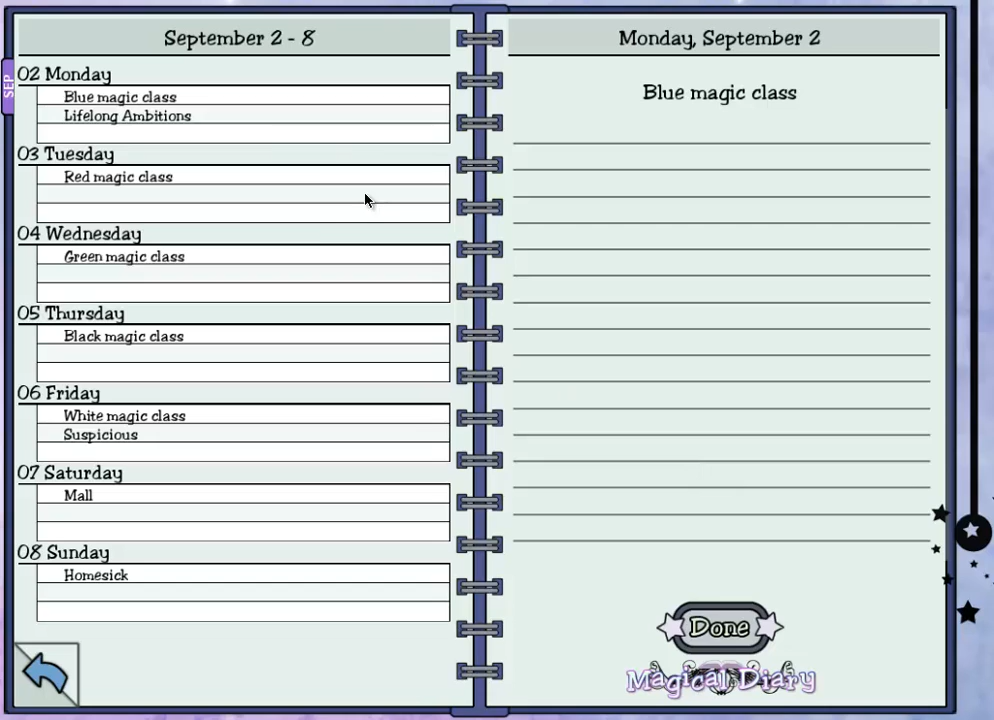 September 2 - 8
SEP
02 Monday
Blue magic class
Lifelong Ambitions
03 Tuesday
Red magic class
04 Wednesday
Green magic class
05 Thursday
Black magic class
06 Friday
White magic class
Suspicious
07 Saturday
Mall
08 Sunday
Homesick
Monday, September 2
Blue magic class
Done
Magical Diary